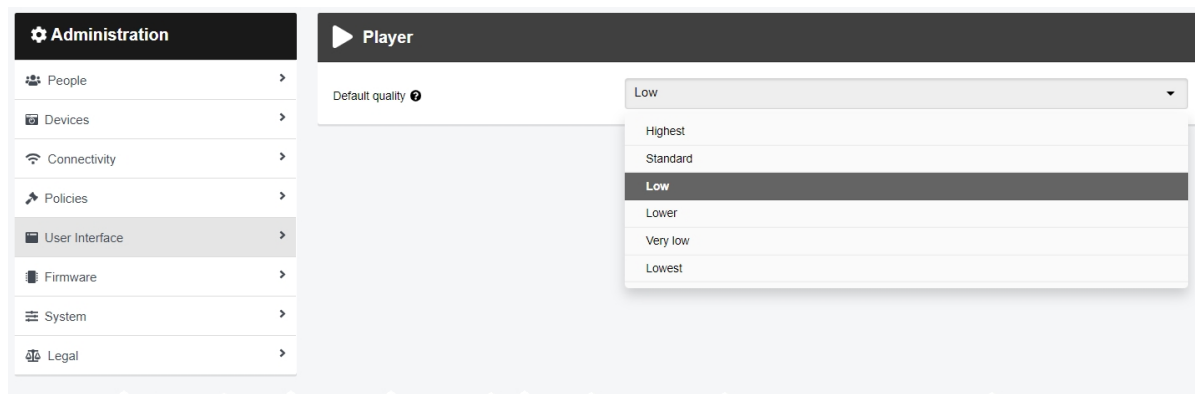 Administration
People
Devices
Connectivity
Policies
User Interface
Firmware
System
Legal
Player
Default quality
Low
Highest
Standard
Low
Lower
Very low
Lowest